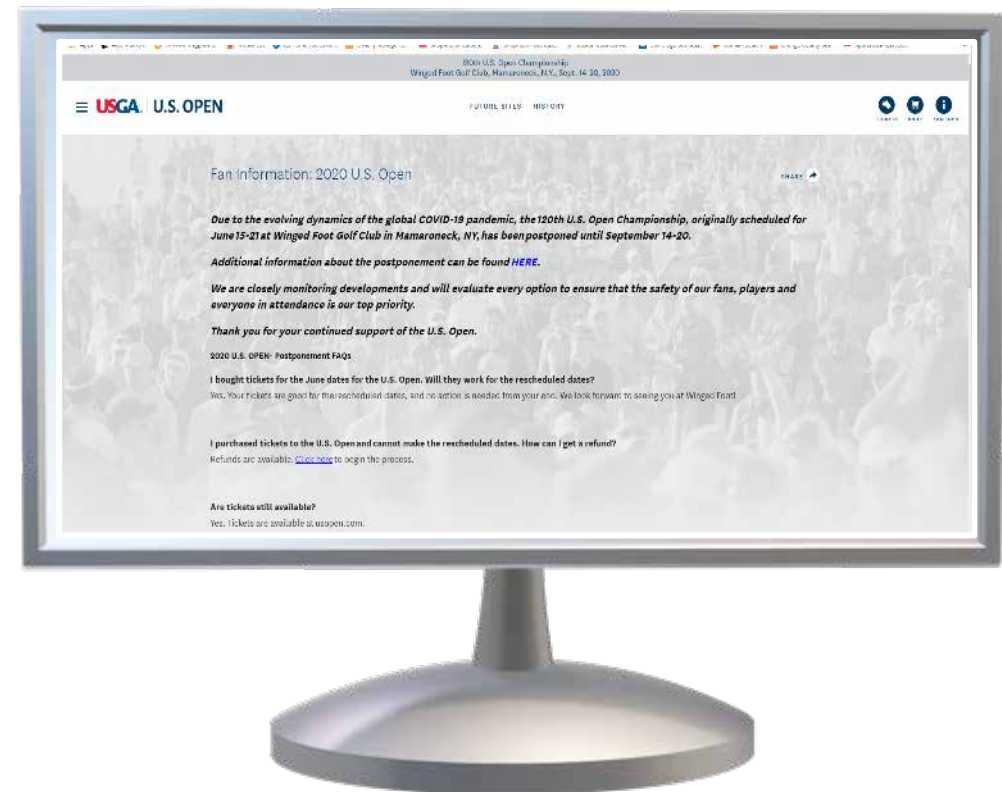 120th U.S. Open Championship
Winged Foot Golf Club, Mamaroneck, N.Y., Sept. 14-20, 2020
USGA. U.S. OPEN
FUTURE SITES HISTORY
Fan Information: 2020 U.S. Open
SHARE
Due to the evolving dynamics of the global COVID-19 pandemic, the 120th U.S. Open Championship, originally scheduled for
June 15-21 at Winged Foot Golf Club in Mamaroneck, NY, has been postponed until September 14-20.
Additional information about the postponement can be found HERE.
We are closely monitoring developments and will evaluate every option to ensure that the safety of our fans, players and
everyone in attendance is our top priority.
Thank you for your continued support of the U.S. Open.
2020 U.S. OPEN- Postponement FAQs
I bought tickets for the June dates for the U.S. Open. Will they work for the rescheduled dates?
Yes. Your tickets are good for the rescheduled dates, and no action is needed from your end. We look forward to seeing you at Winged Foot!
I purchased tickets to the U.S. Open and cannot make the rescheduled dates. How can I get a refund?
Refunds are available. Click here to begin the process.
Are tickets still available?
Yes. Tickets are available at usopen.com.